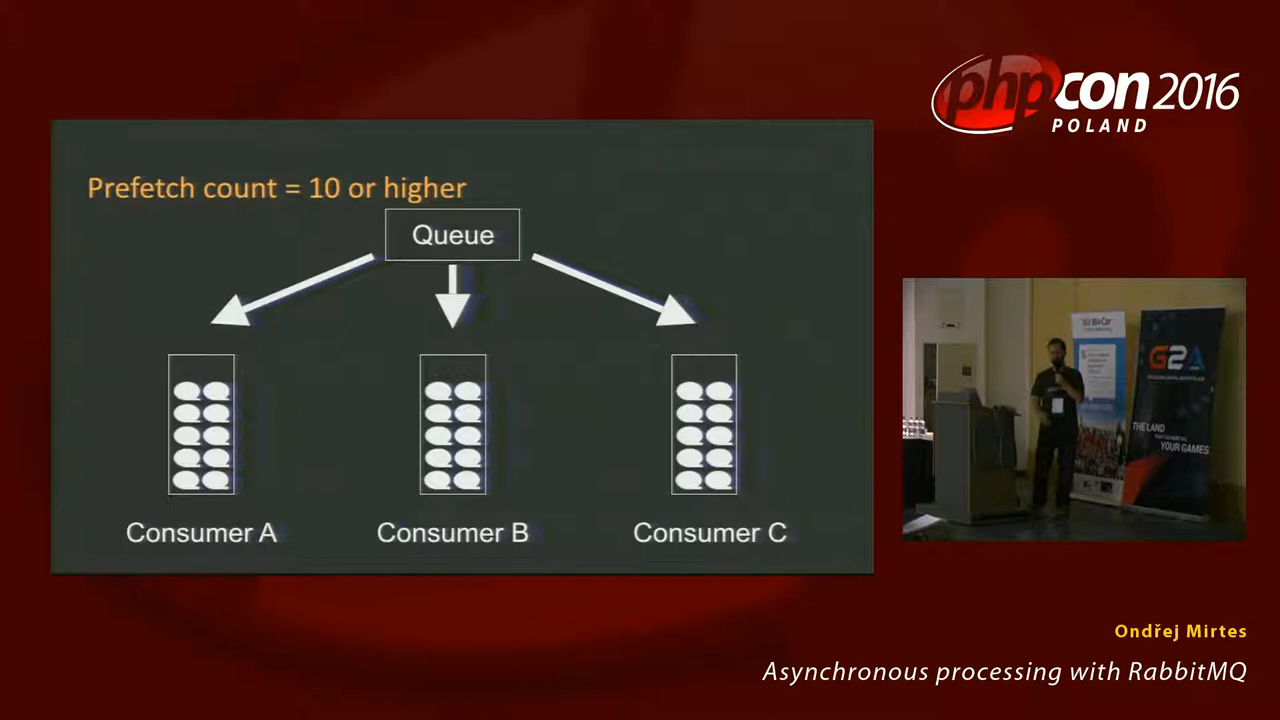 phpcon 2016
POLAND
Prefetch count = 10 or higher
Queue
Consumer A
Consumer B
Consumer C
G2A
THE LAND
YOUR GAMES
Ondřej Mirtes
Asynchronous processing with RabbitMQ